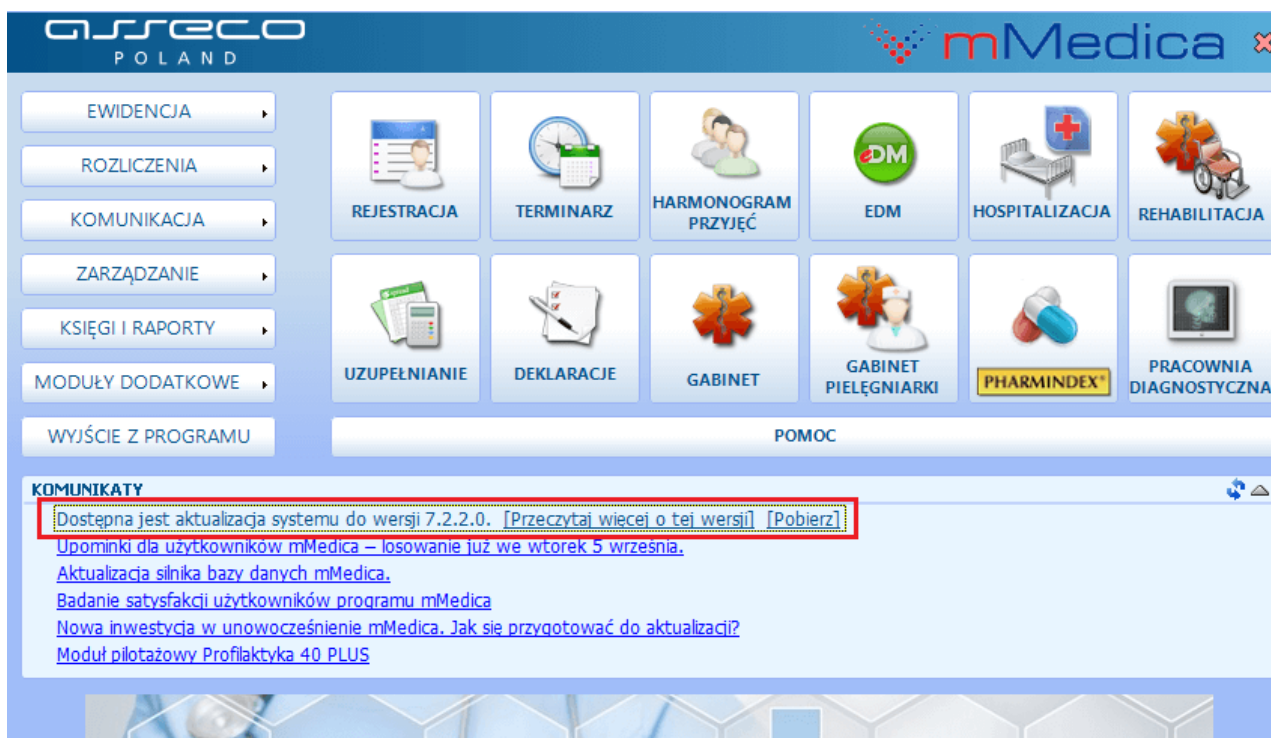 asseco
POLAND
mMedica
EWIDENCJA
ROZLICZENIA
KOMUNIKACJA
ZARZĄDZANIE
KSIĘGI I RAPORTY
MODUŁY DODATKOWE
WYJŚCIE Z PROGRAMU
REJESTRACJA
TERMINARZ
HARMONOGRAM
PRZYJĘĆ
eDM
EDM
HOSPITALIZACJA
REHABILITACJA
UZUPEŁNIANIE
DEKLARACJE
GABINET
GABINET
PIELĘGNIARKI
PHARMINDEX®
PRACOWNIA
DIAGNOSTYCZNA
POMOC
KOMUNIKATY
Dostępna jest aktualizacja systemu do wersji 7.2.2.0. [Przeczytaj więcej o tej wersji] [Pobierz]
Upominki dla użytkowników mMedica – losowanie już we wtorek 5 września.
Aktualizacja silnika bazy danych mMedica.
Badanie satysfakcji użytkowników programu mMedica
Nowa inwestycja w unowocześnienie mMedica. Jak się przygotować do aktualizacji?
Moduł pilotażowy Profilaktyka 40 PLUS